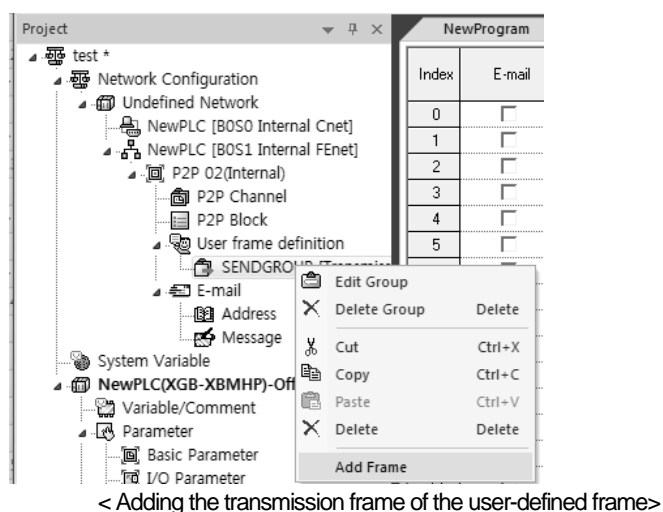 Project
test *
Network Configuration
Undefined Network
NewPLC [B0S0 Internal Cnet]
NewPLC [B0S1 Internal FEnet]
P2P 02(Internal)
P2P Channel
P2P Block
User frame definition
SENDGROUP
E-mail
Address
Message
System Variable
NewPLC(XGB-XBMHP)-Off
Variable/Comment
Parameter
Basic Parameter
I/O Parameter
Edit Group
Delete Group Delete
Cut Ctrl+X
Copy Ctrl+C
Paste Ctrl+V
Delete Delete
Add Frame
NewProgram
Index E-mail
0
1
2
3
4
5
< Adding the transmission frame of the user-defined frame>